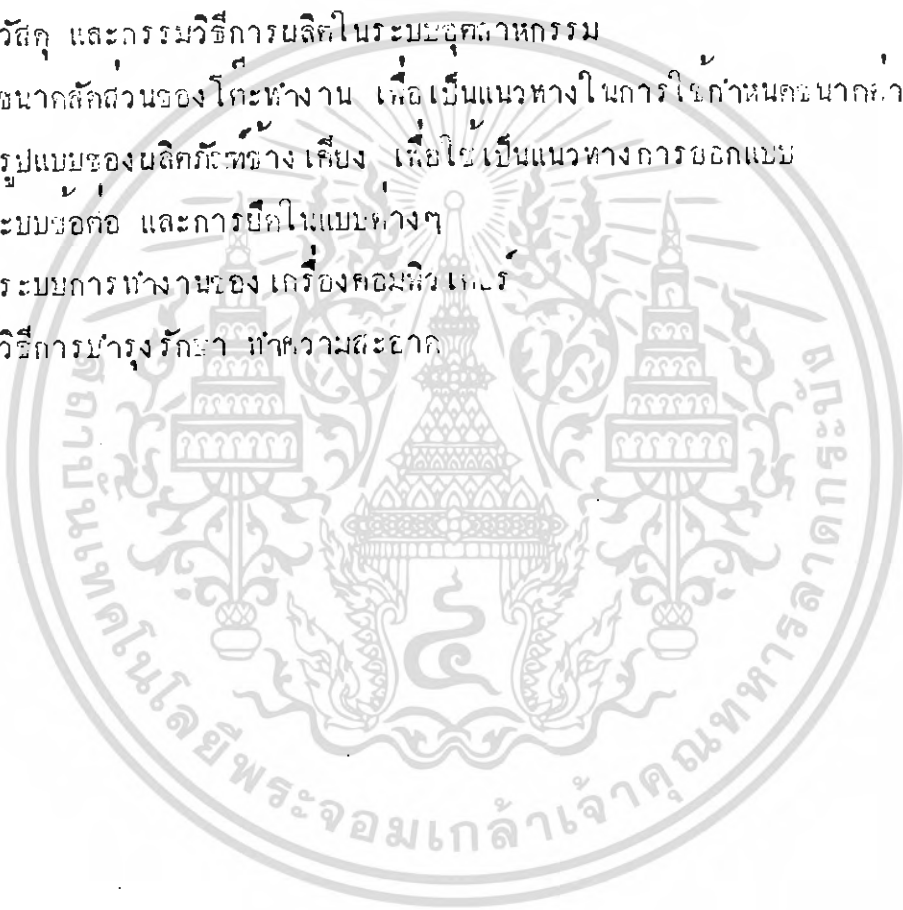 วัสดุ และกรรมวิธีการผลิตในระบบอุตสาหกรรม
ขนาดสัดส่วนของโต๊ะทำงาน เพื่อเป็นแนวทางในการใช้กำหนดขนาดต่า
รูปแบบของผลิตภัณฑ์ข้างเคียง เพื่อใช้เป็นแนวทางการออกแบบ
ระบบข้อต่อ และการยึดในแบบต่างๆ
ระบบการทำงานของเครื่องคอมพิวเตอร์
วิธีการบำรุงรักษา ทำความสะอาด
สถาบันเทคโนโลยีพระจอมเกล้าเจ้าคุณทหารลาดกระบัง